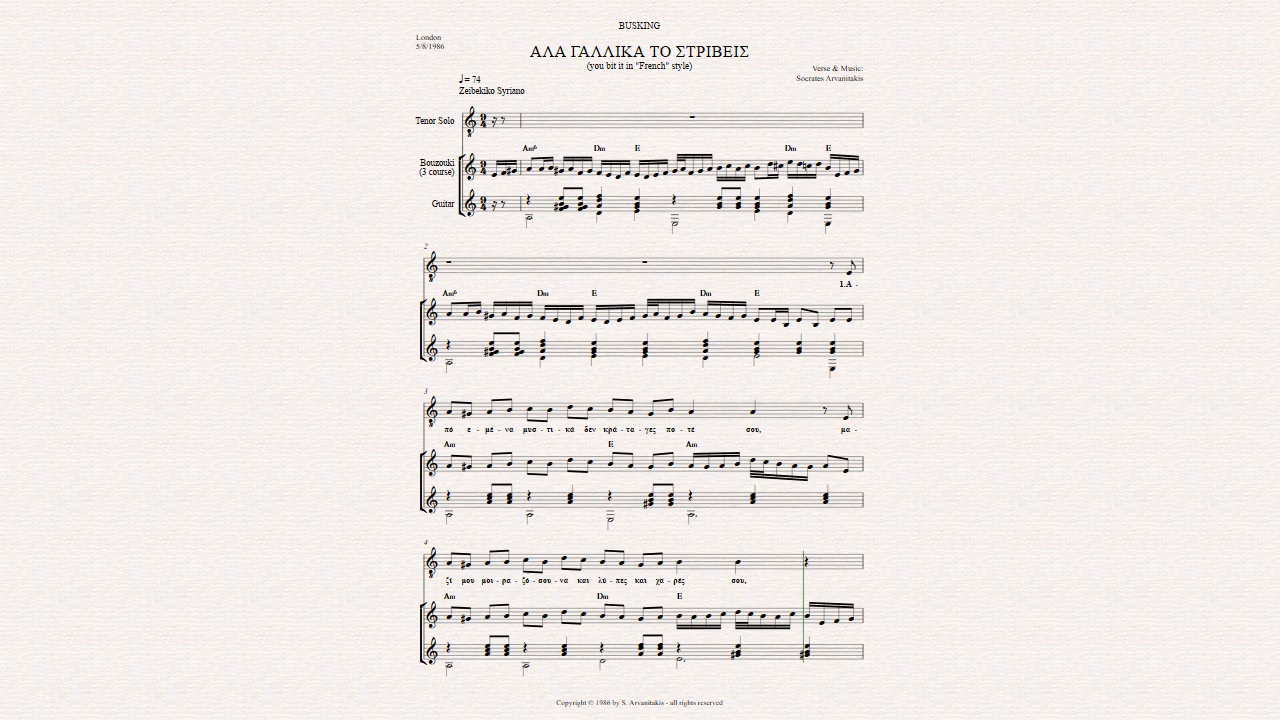 BUSKING
London
5/8/1986
ΑΛΑ ΓΑΛΛΙΚΑ ΤΟ ΣΤΡΙΒΕΙΣ
(you bit it in "French" style)
Verse & Music:
Socrates Arvanitakis
♩= 74
Zeibekiko Syriano
Tenor Solo
Am6 Dm E Dm E
Bouzouki
(3 course)
Guitar
2
1.Α -
Am6 Dm E Dm E
3
πό ε - μέ - να μυσ - τι - κά δεν κρά - τα - γες πο - τέ σου, μα -
Am E Am
4
ζί μου μοι - ρα - ζό - σου - να και λύ - πες και χα - ρές σου,
Am Dm E
Copyright © 1986 by S. Arvanitakis - all rights reserved